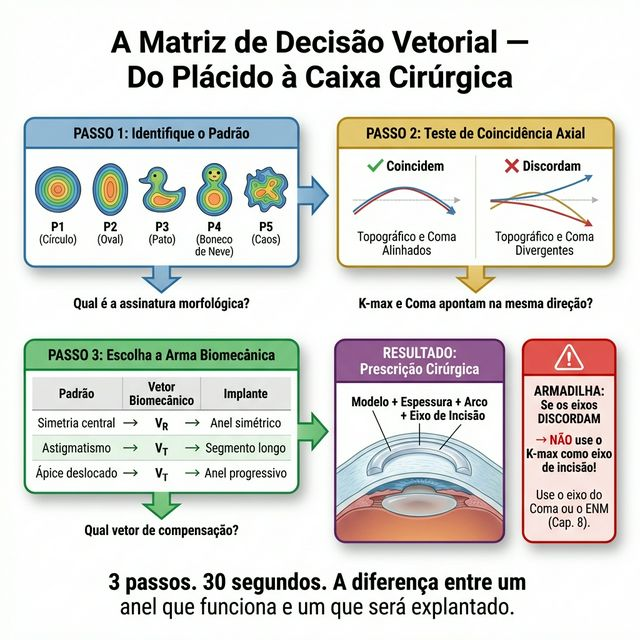 A Matriz de Decisão Vetorial —
Do Plácido à Caixa Cirúrgica
PASSO 1: Identifique o Padrão
P1
(Círculo)
P2
(Oval)
P3
(Pato)
P4
(Boneco
de Neve)
P5
(Caos)
Qual é a assinatura morfológica?
PASSO 2: Teste de Coincidência Axial
Coincidem
Topográfico e Coma
Alinhados
Discordam
Topográfico e Coma
Divergentes
K-max e Coma apontam na mesma direção?
PASSO 3: Escolha a Arma Biomecânica
Padrão
Vetor
Biomecânico
Implante
Simetria central → VR → Anel simétrico
Astigmatismo → VT → Segmento longo
Ápice deslocado → VT → Anel progressivo
Qual vetor de compensação?
RESULTADO:
Prescrição Cirúrgica
Modelo + Espessura + Arco
+ Eixo de Incisão
ARMADILHA:
Se os eixos
DISCORDAM
→ NÃO use o
K-max como eixo
de incisão!
Use o eixo do
Coma ou o ENM
(Cap. 8).
3 passos. 30 segundos. A diferença entre um
anel que funciona e um que será explantado.